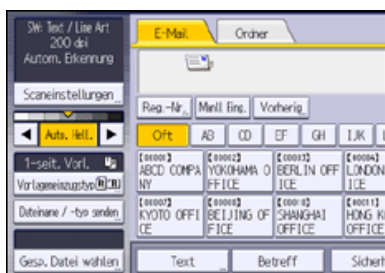 SW: Text / Line Art
200 dpi
Autom. Erkennung
Scaneinstellungen
Auto. Hell.
1-seit. Vorl.
Vorlageneinzugstyp
Dateiname / -typ senden
Gesp. Datei wählen
E-Mail
Ordner
Reg.-Nr.
Manll Eing.
Vorherig.
Oft
AB
CD
EF
GH
IJK
[00001]
ABCD COMPA
NY
[00002]
YOKOHAMA O
FFICE
[00003]
BERLIN OFF
ICE
[00004]
LONDON
ICE
[00007]
KYOTO OFFI
CE
[00008]
BEIJING OF
FICE
[00010]
SHANGHAI
OFFICE
[00011]
HONG K
OFFICE
Text
Betreff
Sicherh